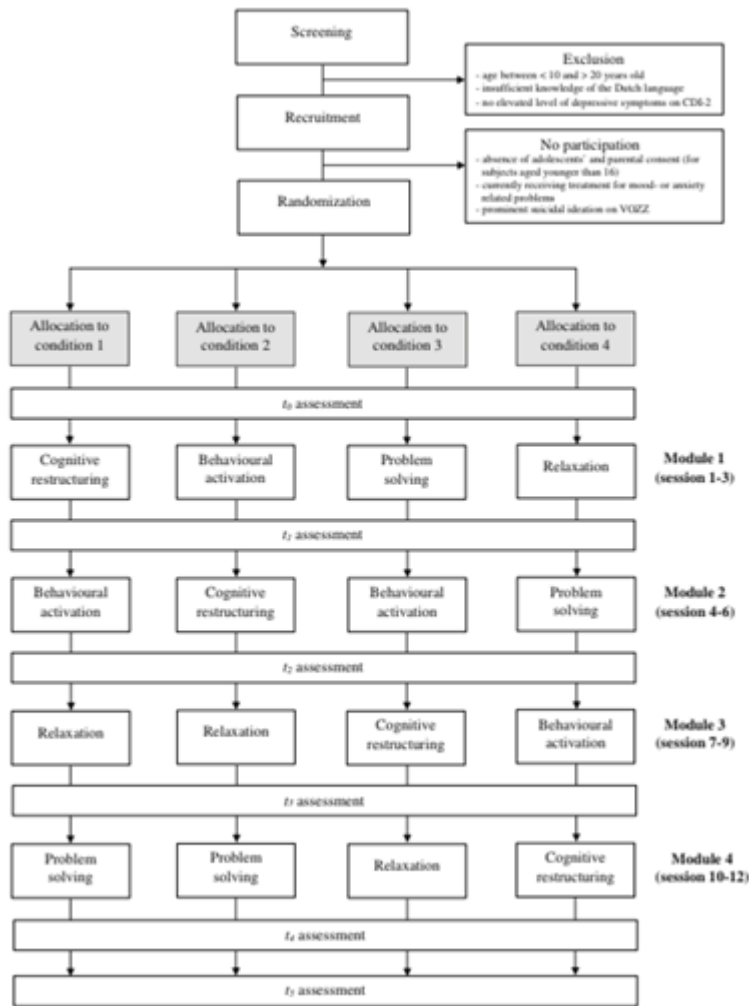 Screening
Exclusion
- age between < 10 and > 20 years old
- insufficient knowledge of the Dutch language
- no elevated level of depressive symptoms on CDI-2
Recruitment
No participation
- absence of adolescents' and parental consent (for
subjects aged younger than 16)
- currently receiving treatment for mood- or anxiety
related problems
- prominent suicidal ideation on VOZZ
Randomization
Allocation to
condition 1
Allocation to
condition 2
Allocation to
condition 3
Allocation to
condition 4
t0 assessment
Cognitive
restructuring
Behavioural
activation
Problem
solving
Relaxation
Module 1
(session 1-3)
t1 assessment
Behavioural
activation
Cognitive
restructuring
Behavioural
activation
Problem
solving
Module 2
(session 4-6)
t2 assessment
Relaxation
Relaxation
Cognitive
restructuring
Behavioural
activation
Module 3
(session 7-9)
t3 assessment
Problem
solving
Problem
solving
Relaxation
Cognitive
restructuring
Module 4
(session 10-12)
t4 assessment
t5 assessment